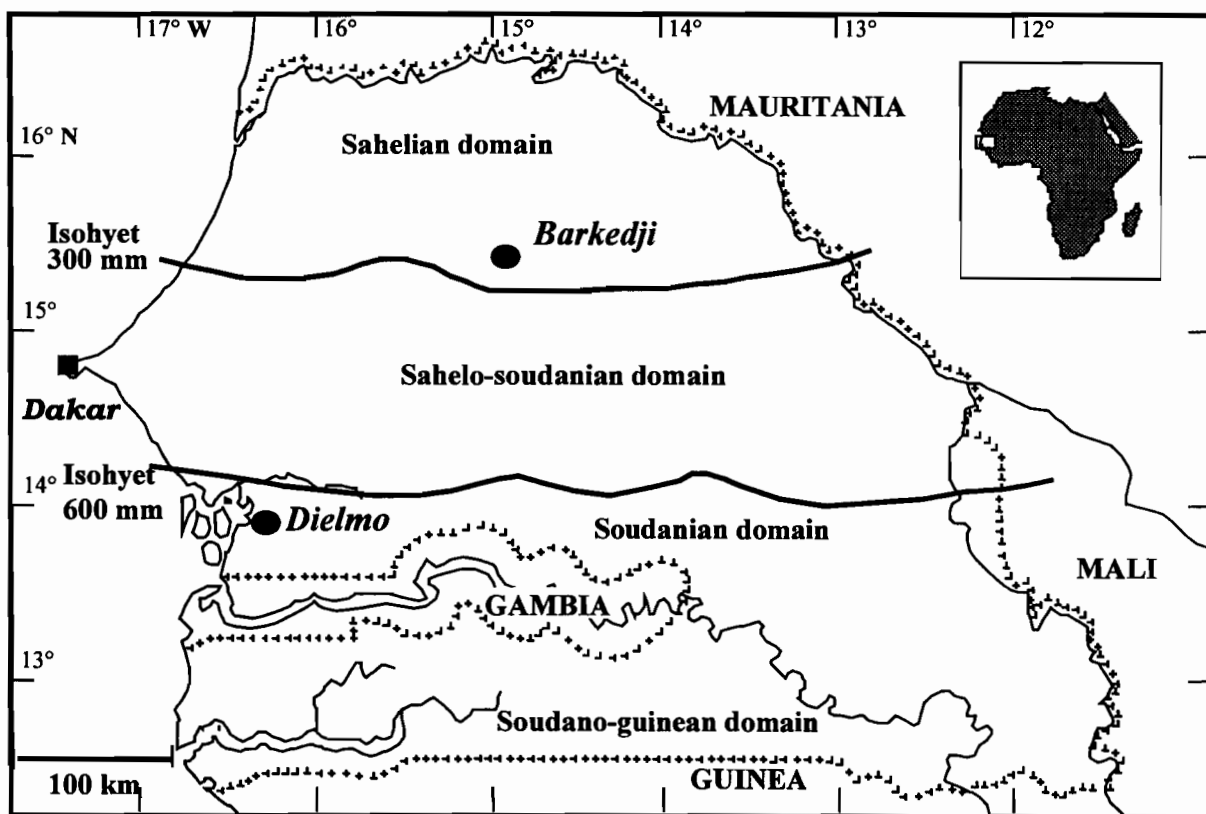 17° W
16°
15°
14°
13°
12°
MAURITANIA
16° N
Sahelian domain
Isohyet
300 mm
Barkedji
15°
Sahelo-soudanian domain
Dakar
Isohyet
600 mm
14°
Dielmo
Soudanian domain
MALI
GAMBIA
13°
Soudano-guinean domain
100 km
GUINEA